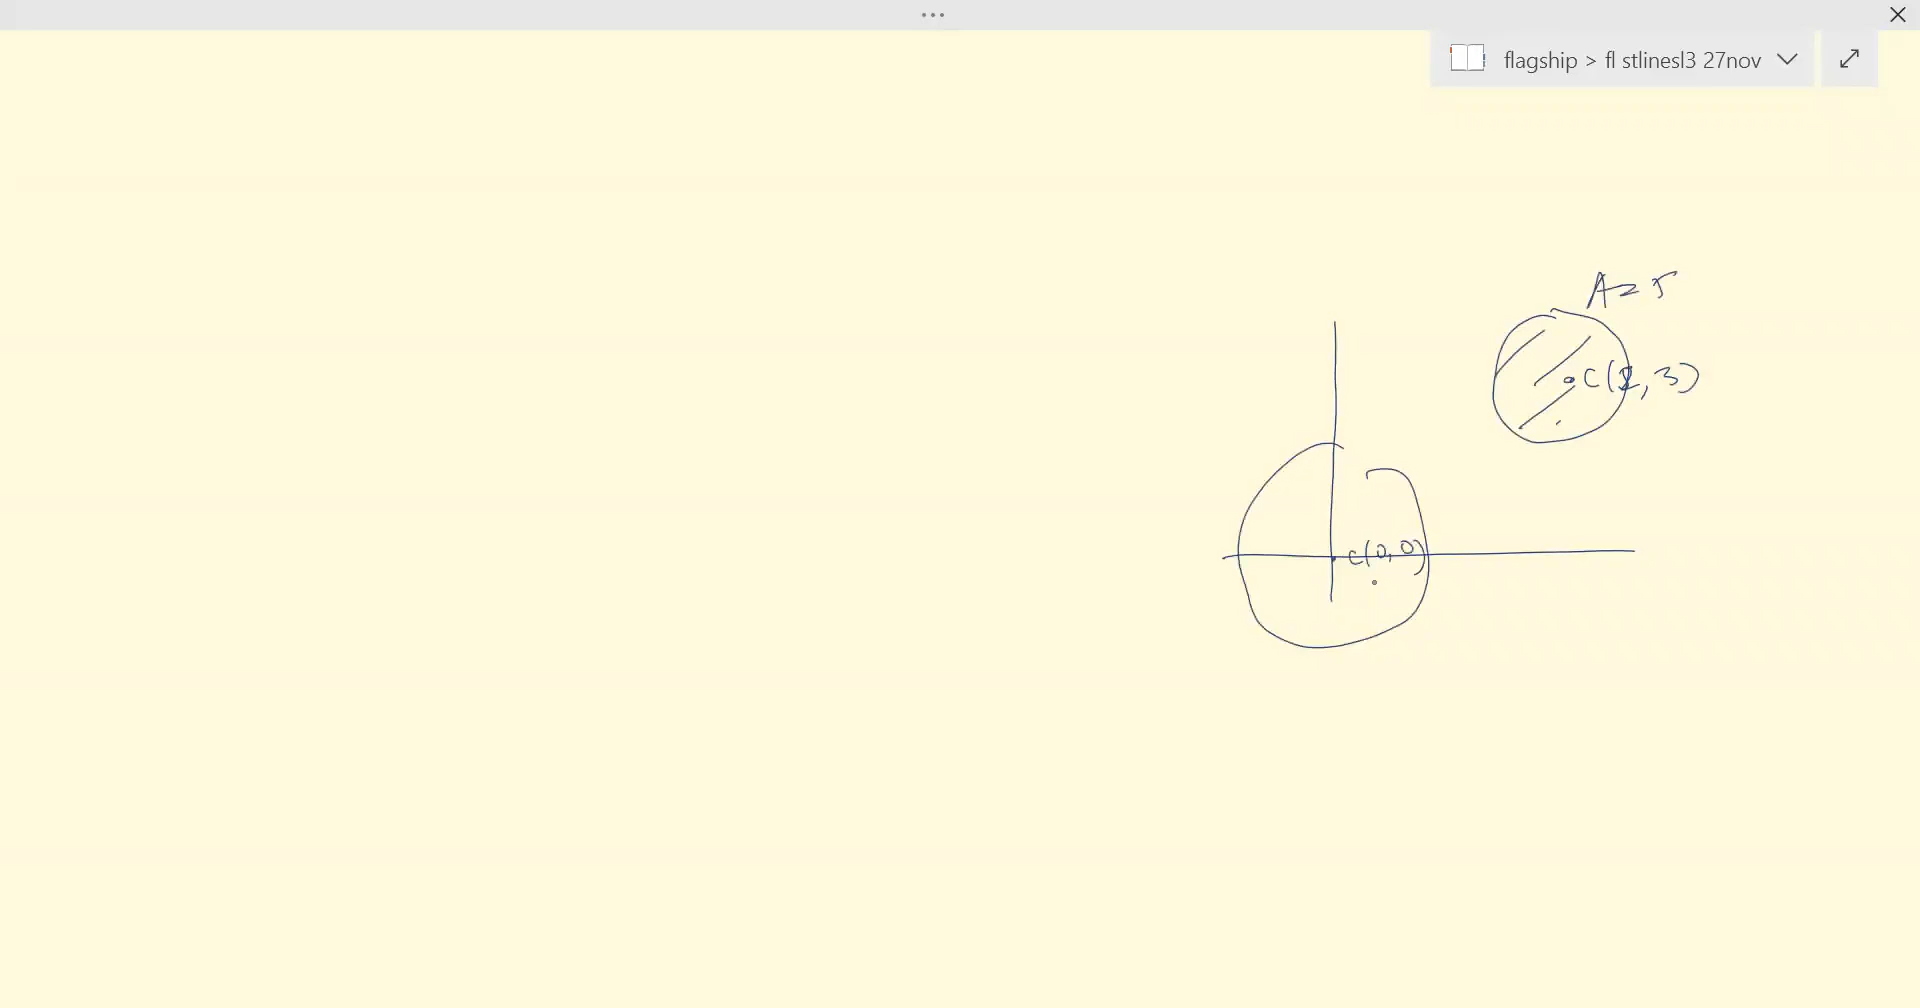 flagship > fl stlinesl3 27nov
A = 5
C(2, 3)
C(0, 0)